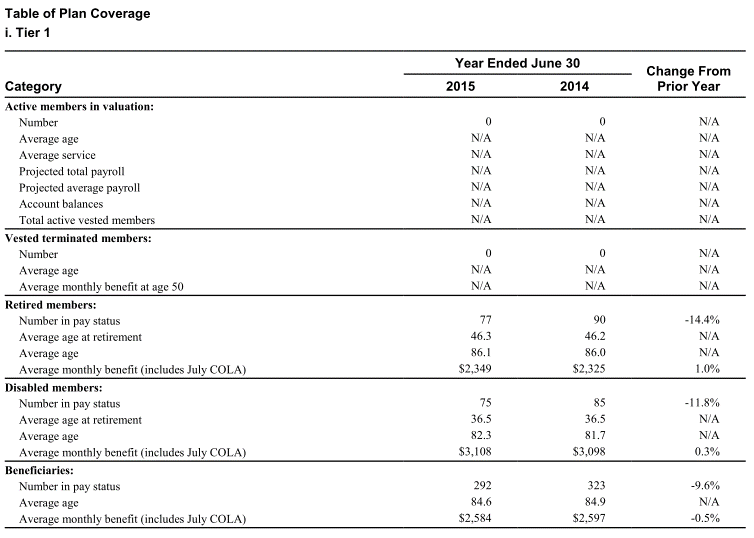 Table of Plan Coverage
i. Tier 1
Year Ended June 30
Change From
Category 2015 2014 Prior Year
Active members in valuation:
Number 0 0 N/A
Average age N/A N/A N/A
Average service N/A N/A N/A
Projected total payroll N/A N/A N/A
Projected average payroll N/A N/A N/A
Account balances N/A N/A N/A
Total active vested members N/A N/A N/A
Vested terminated members:
Number 0 0 N/A
Average age N/A N/A N/A
Average monthly benefit at age 50 N/A N/A N/A
Retired members:
Number in pay status 77 90 -14.4%
Average age at retirement 46.3 46.2 N/A
Average age 86.1 86.0 N/A
Average monthly benefit (includes July COLA) $2,349 $2,325 1.0%
Disabled members:
Number in pay status 75 85 -11.8%
Average age at retirement 36.5 36.5 N/A
Average age 82.3 81.7 N/A
Average monthly benefit (includes July COLA) $3,108 $3,098 0.3%
Beneficiaries:
Number in pay status 292 323 -9.6%
Average age 84.6 84.9 N/A
Average monthly benefit (includes July COLA) $2,584 $2,597 -0.5%